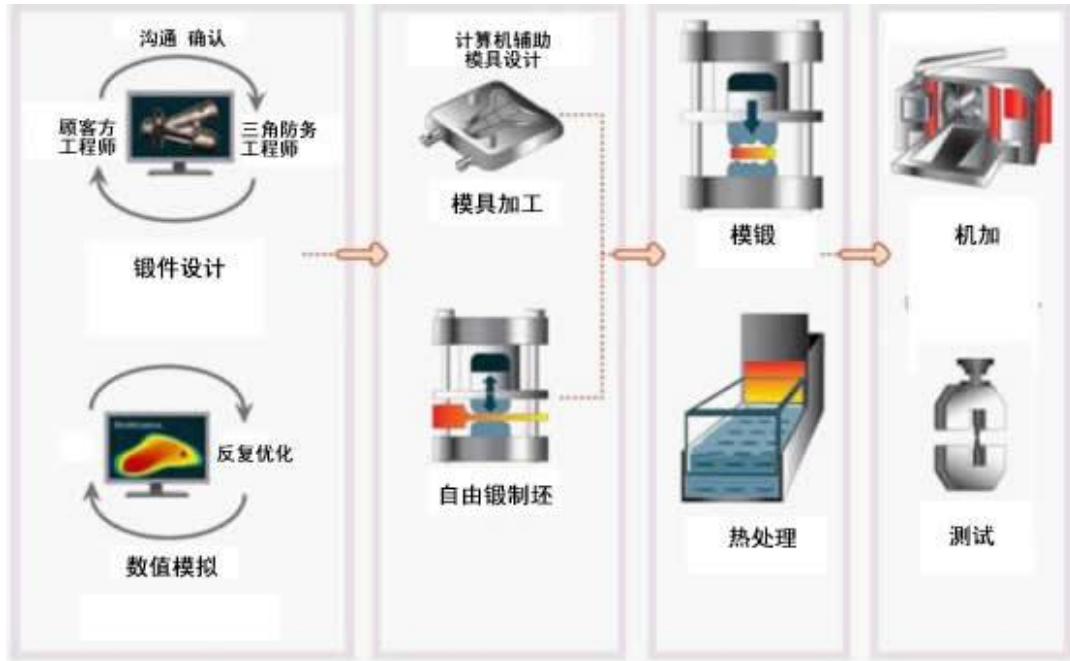 沟通 确认
顾客方
工程师
三角防务
工程师
锻件设计
反复优化
数值模拟
计算机辅助
模具设计
模具加工
自由锻制坯
模锻
热处理
机加
测试